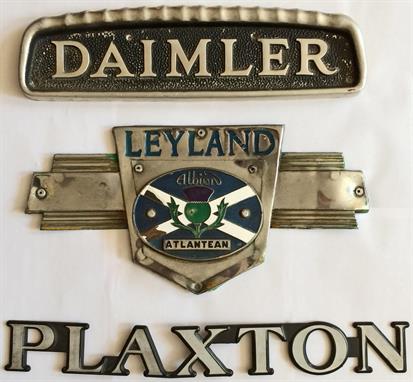 DAIMLER
LEYLAND
Albion
ATLANTEAN
PLAXTON